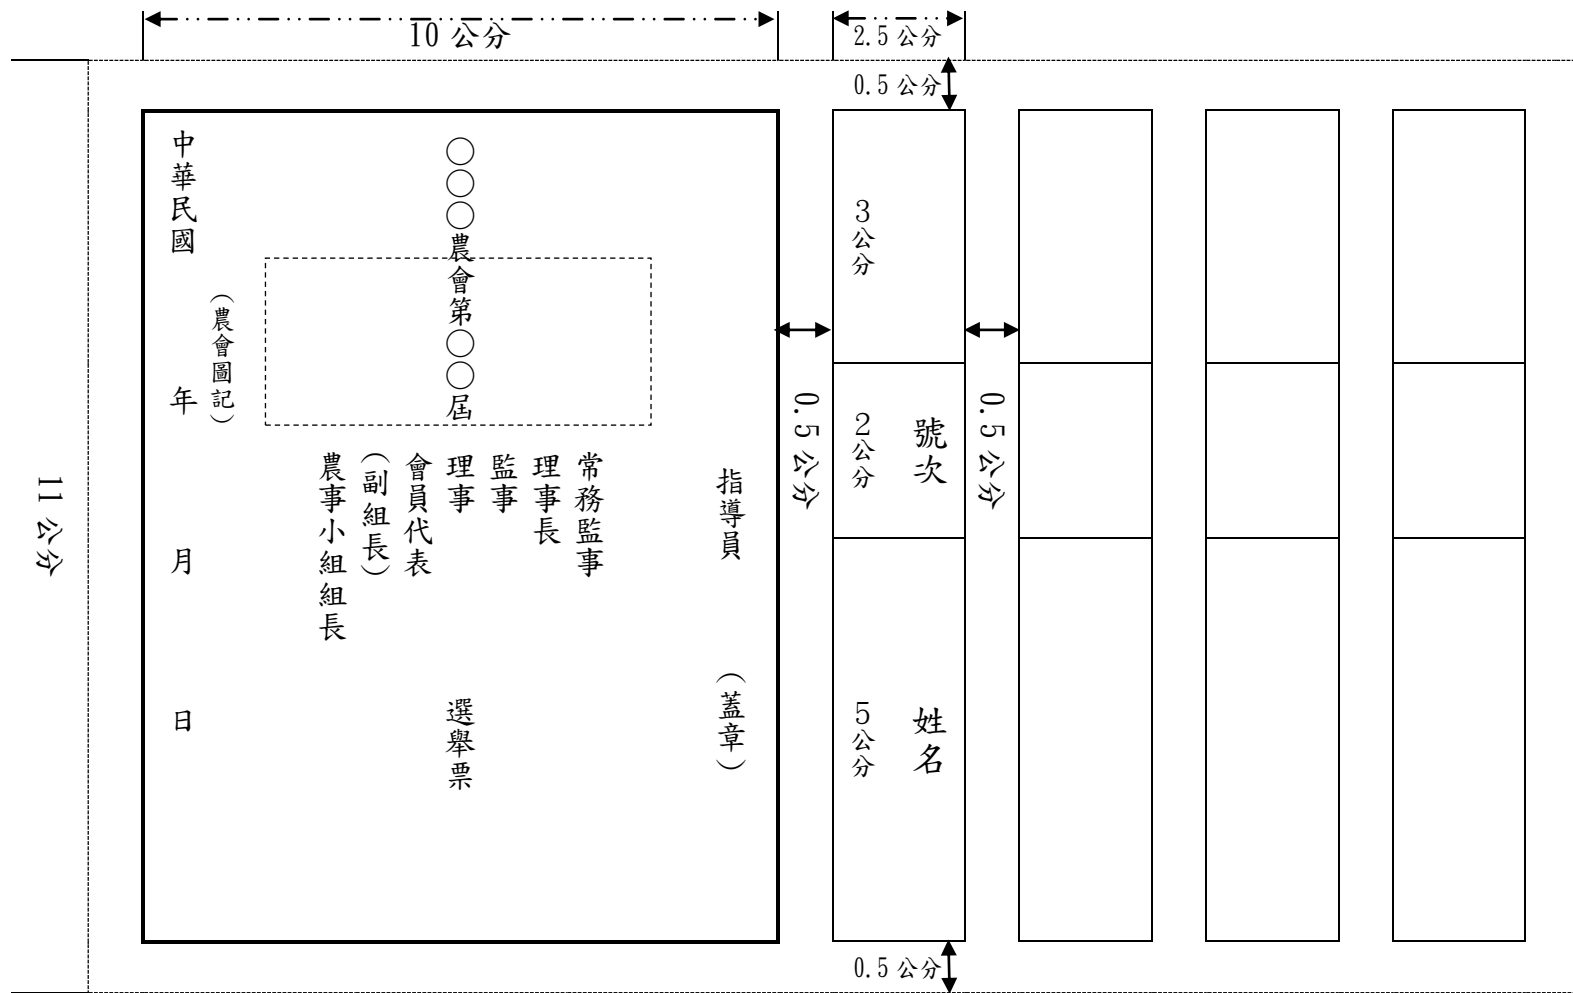 10 公分
2.5 公分
0.5 公分
3公分
2公分
5公分
號次
姓名
0.5 公分
0.5 公分
0.5 公分
指導員 (蓋章)
常務監事
理事長
監事
○○○農會第○○屆理事 選舉票
會員代表
(副組長)
農事小組組長
(農會圖記)
中華民國 年 月 日
11 公分